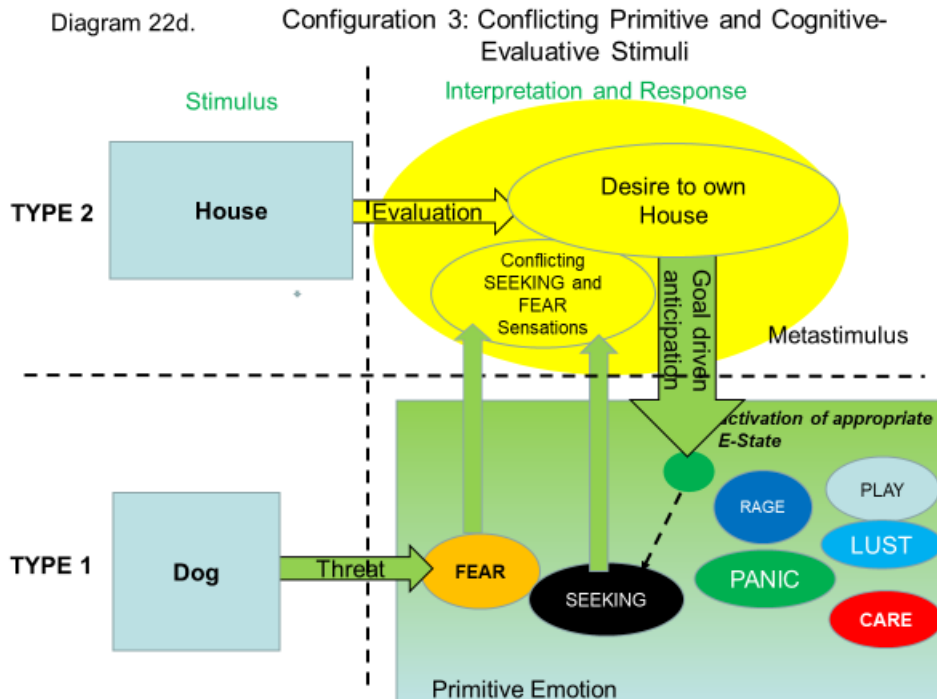 Diagram 22d.
Configuration 3: Conflicting Primitive and Cognitive-
Evaluative Stimuli
Stimulus
Interpretation and Response
TYPE 2
House
Evaluation
Desire to own
House
Conflicting
SEEKING and
FEAR
Sensations
Goal driven
anticipation
Metastimulus
activation of appropriate
E-State
TYPE 1
Dog
Threat
FEAR
SEEKING
RAGE
PLAY
LUST
PANIC
CARE
Primitive Emotion